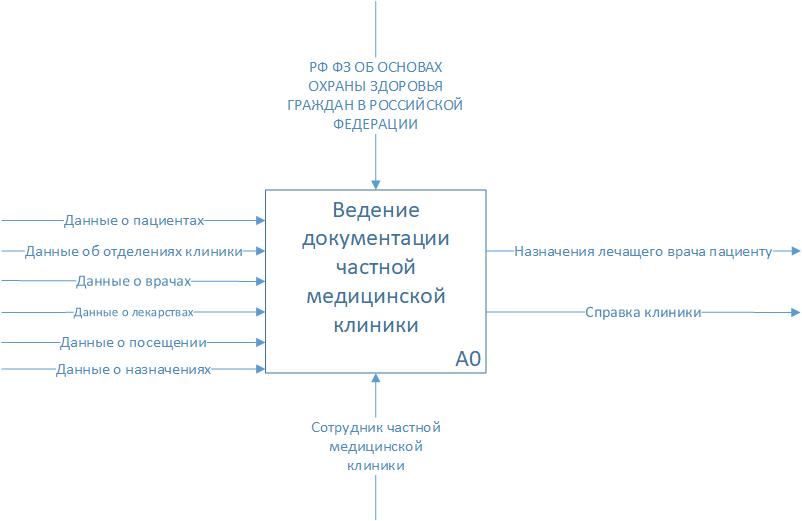 РФ ФЗ ОБ ОСНОВАХ
ОХРАНЫ ЗДОРОВЬЯ
ГРАЖДАН В РОССИЙСКОЙ
ФЕДЕРАЦИИ
Данные о пациентах
Данные об отделениях клиники
Данные о врачах
Данные о лекарствах
Данные о посещении
Данные о назначениях
Ведение
документации
частной
медицинской
клиники
А0
Назначения лечащего врача пациенту
Справка клиники
Сотрудник частной
медицинской
клиники